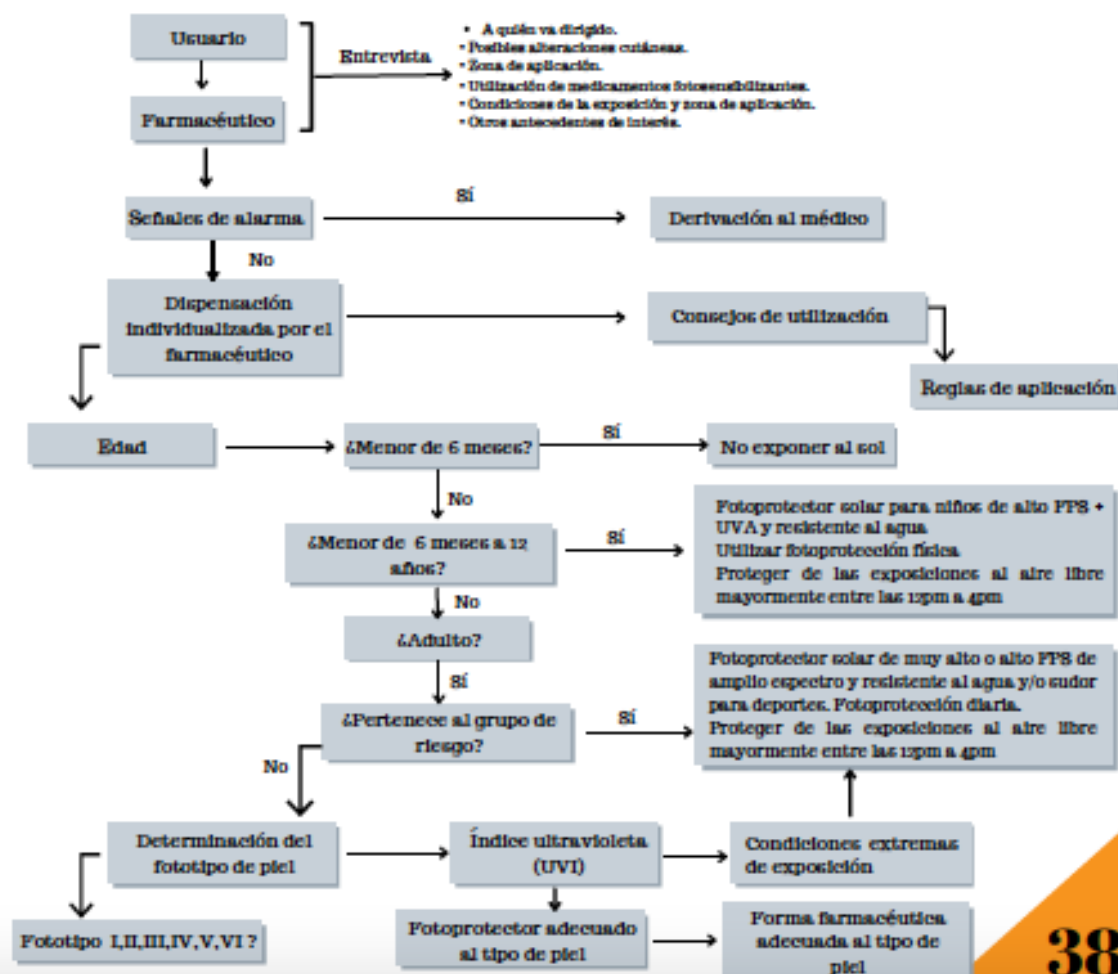 Usuario
Entrevista
• A quién va dirigido.
• Posibles alteraciones cutáneas.
• Zona de aplicación.
• Utilización de medicamentos fotosensibilizantes.
• Condiciones de la exposición y zona de aplicación.
• Otros antecedentes de interés.
Farmacéutico
Señales de alarma
Sí
Derivación al médico
No
Dispensación
individualizada por el
farmacéutico
Consejos de utilización
Reglas de aplicación
Edad
¿Menor de 6 meses?
Sí
No exponer al sol
No
¿Menor de 6 meses a 12
años?
Sí
Fotoprotector solar para niños de alto FPS +
UVA y resistente al agua
Utilizar fotoprotección física
Proteger de las exposiciones al aire libre
mayormente entre las 12pm a 4pm
No
¿Adulto?
Sí
¿Pertenece al grupo de
riesgo?
Sí
Fotoprotector solar de muy alto o alto FPS de
amplio espectro y resistente al agua y/o sudor
para deportes. Fotoprotección diaria.
Proteger de las exposiciones al aire libre
mayormente entre las 12pm a 4pm
No
Determinación del
fototipo de piel
Índice ultravioleta
(UVI)
Condiciones extremas
de exposición
Fototipo I,II,III,IV,V,VI ?
Fotoprotector adecuado
al tipo de piel
Forma farmacéutica
adecuada al tipo de
piel
38